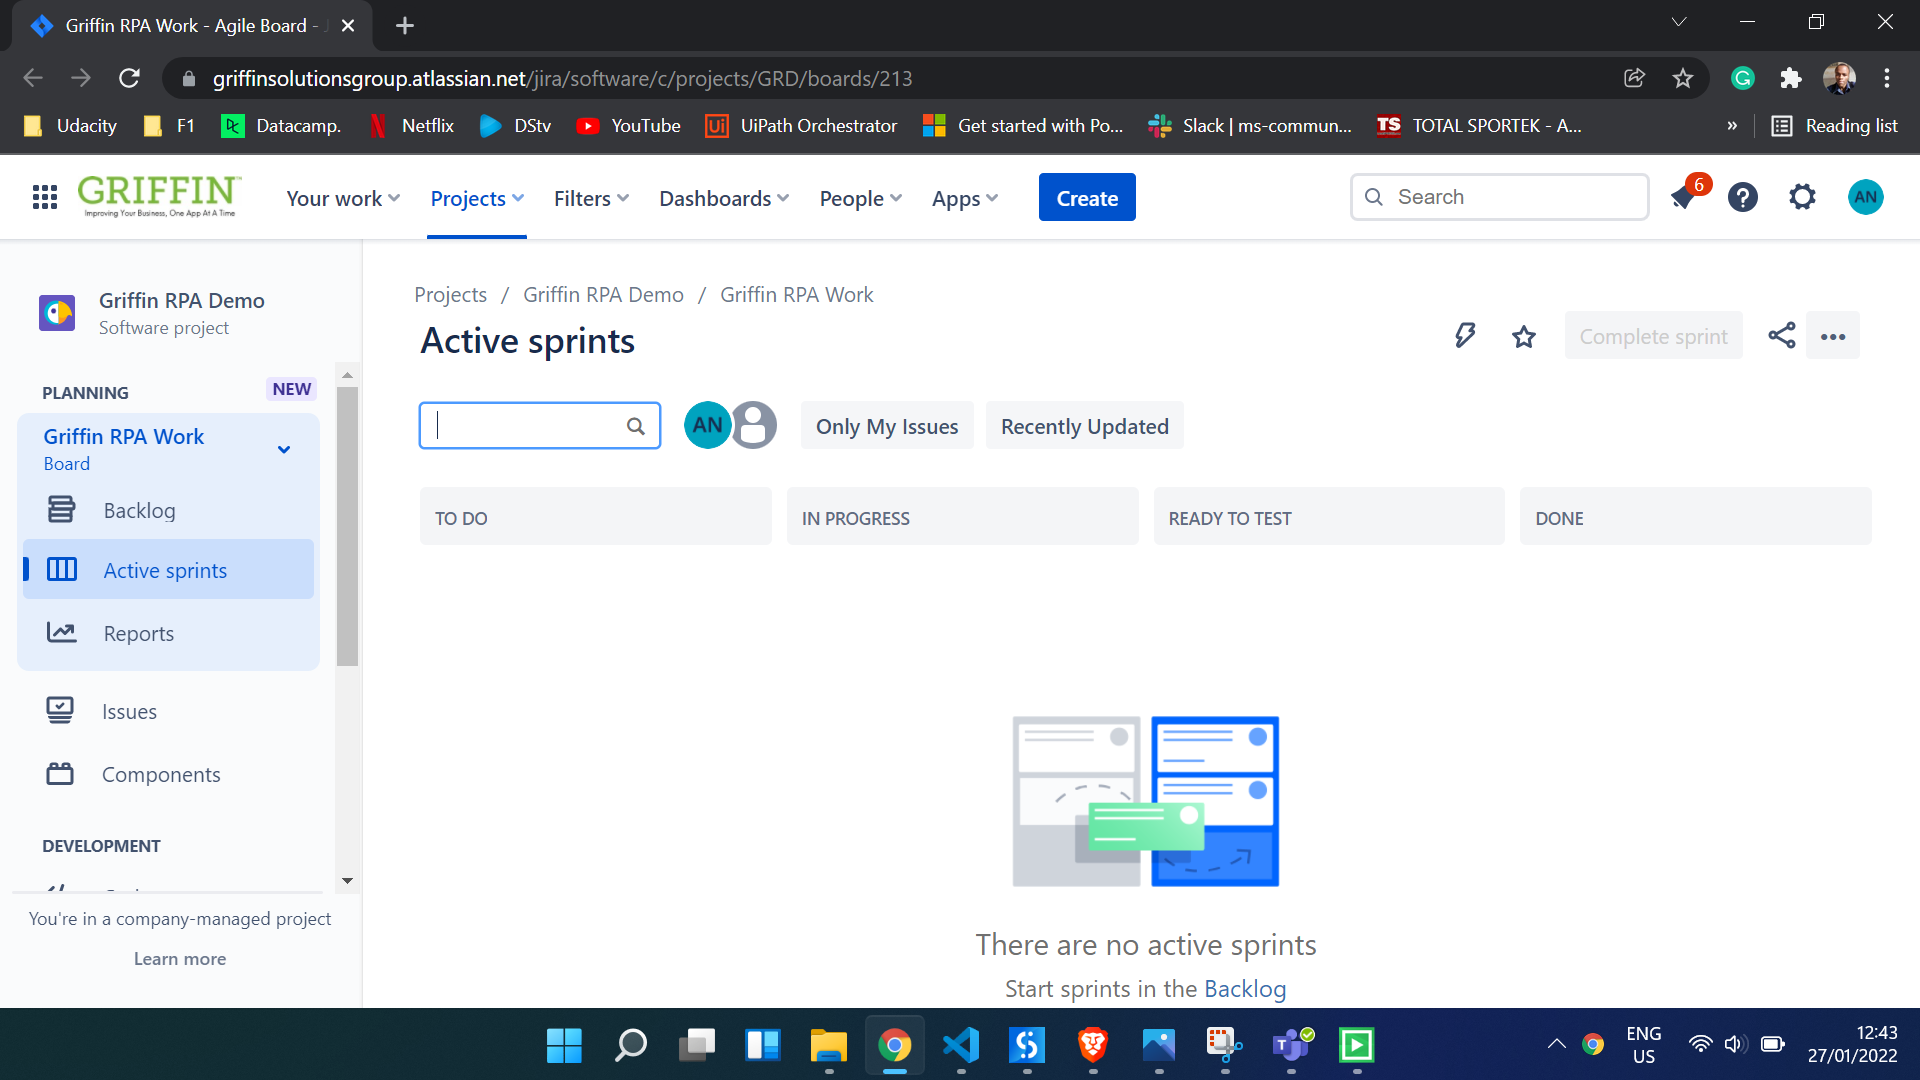 Griffin RPA Work - Agile Board - J
griffinsolutionsgroup.atlassian.net/jira/software/c/projects/GRD/boards/213
Udacity
F1
Datacamp.
Netflix
DStv
YouTube
UiPath Orchestrator
Get started with Po...
Slack | ms-commun...
TOTAL SPORTEK - A...
»
Reading list
GRIFFIN™
Improving Your Business, One App At A Time
Your work
Projects
Filters
Dashboards
People
Apps
Create
Search
6
AN
Griffin RPA Demo
Software project
PLANNING
NEW
Griffin RPA Work
Board
Backlog
Active sprints
Reports
Issues
Components
DEVELOPMENT
You're in a company-managed project
Learn more
Projects / Griffin RPA Demo / Griffin RPA Work
Active sprints
Complete sprint
AN
Only My Issues
Recently Updated
TO DO
IN PROGRESS
READY TO TEST
DONE
There are no active sprints
Start sprints in the Backlog
ENG
US
12:43
27/01/2022